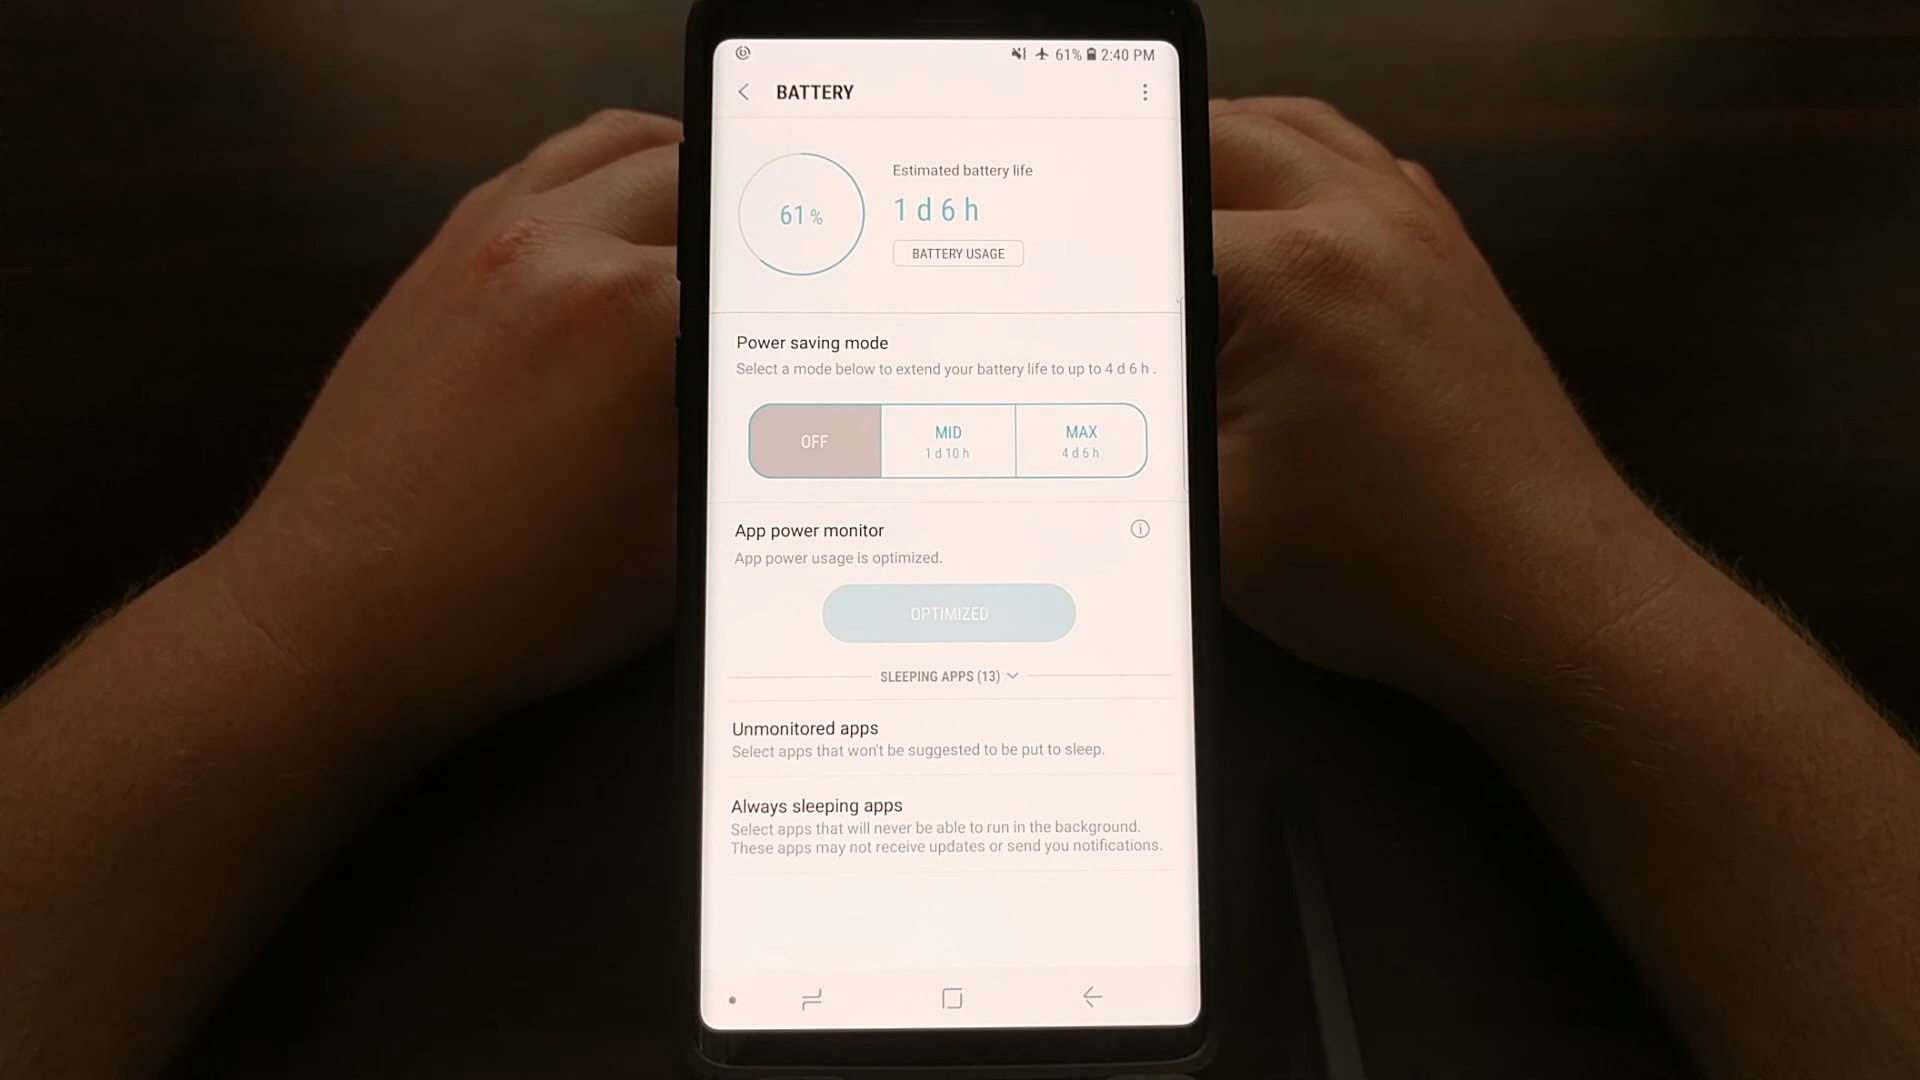 61% 2:40 PM
BATTERY
61 %
Estimated battery life
1 d 6 h
BATTERY USAGE
Power saving mode
Select a mode below to extend your battery life to up to 4 d 6 h .
OFF
MID
1 d 10 h
MAX
4 d 6 h
App power monitor
App power usage is optimized.
OPTIMIZED
SLEEPING APPS (13)
Unmonitored apps
Select apps that won't be suggested to be put to sleep.
Always sleeping apps
Select apps that will never be able to run in the background.
These apps may not receive updates or send you notifications.